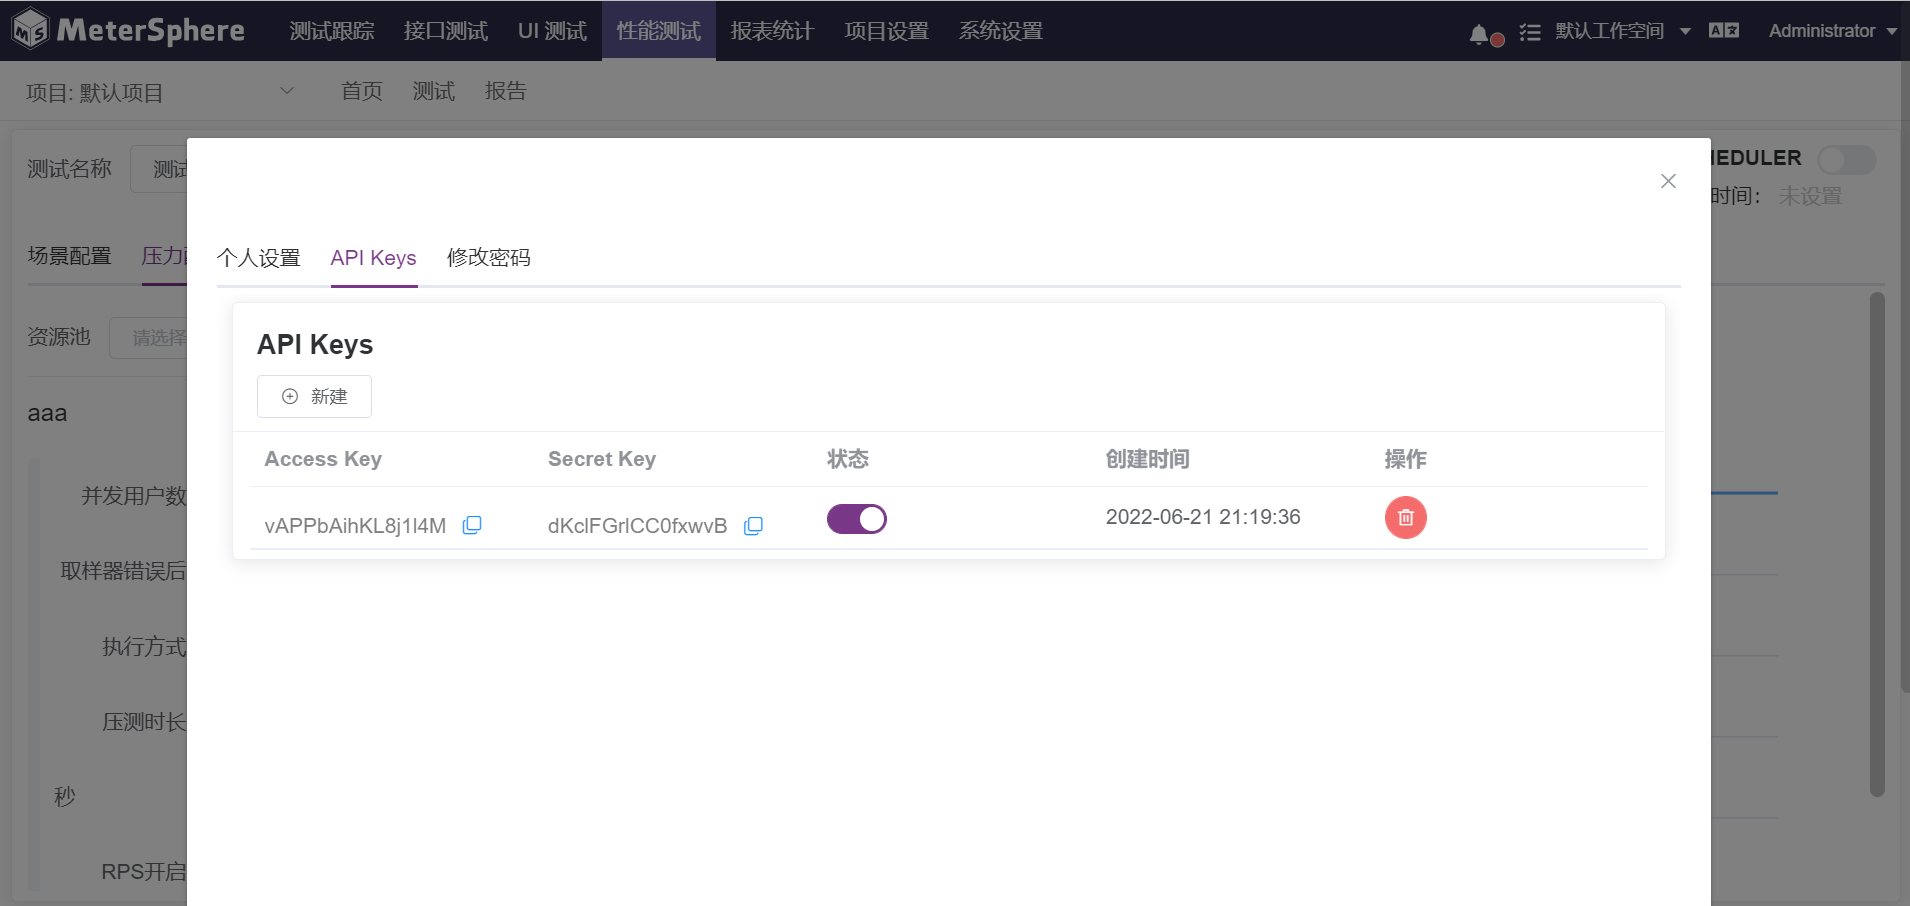 MeterSphere 测试跟踪 接口测试 UI 测试 性能测试 报表统计 项目设置 系统设置 默认工作空间 Administrator
项目: 默认项目 首页 测试 报告
测试名称 测试
HEDULER
时间： 未设置
场景配置 压力
资源池 请选择
aaa
并发用户数
取样器错误后
执行方式
压测时长
秒
RPS开启
个人设置 API Keys 修改密码
API Keys
新建
Access Key Secret Key 状态 创建时间 操作
vAPPbAihKL8j1l4M dKclFGrlCC0fxwvB 2022-06-21 21:19:36